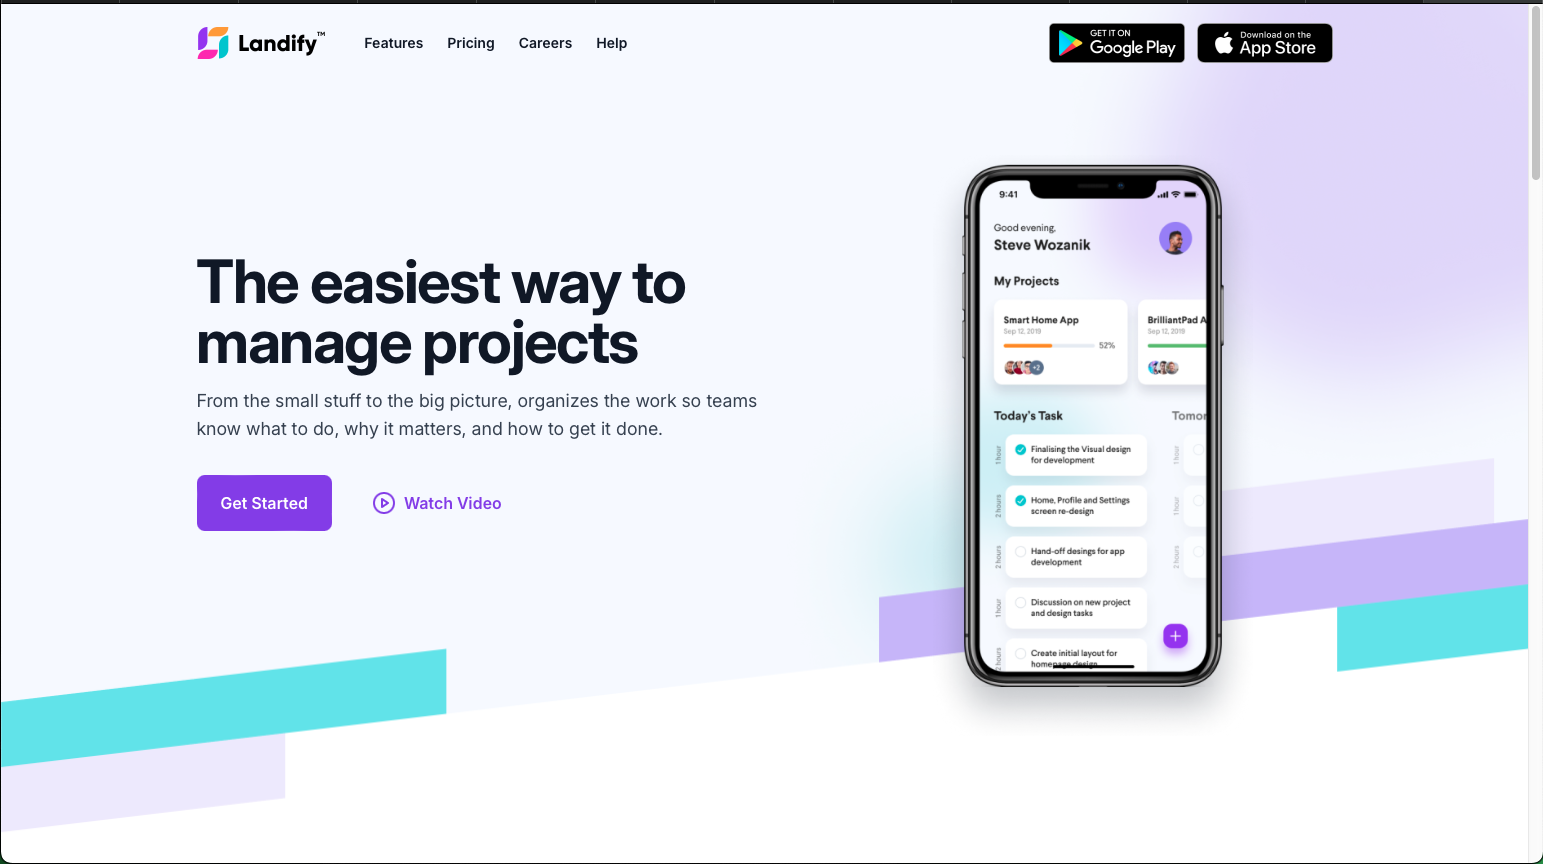 Landify™
Features
Pricing
Careers
Help
GET IT ON
Google Play
Download on the
App Store
The easiest way to
manage projects
From the small stuff to the big picture, organizes the work so teams
know what to do, why it matters, and how to get it done.
Get Started
Watch Video
9:41
Good evening,
Steve Wozanik
My Projects
Smart Home App
Sep 12, 2019
52%
+2
BrilliantPad A
Sep 12, 2019
Today's Task
Tomor
1 hour
Finalising the Visual design
for development
1 hour
2 hours
Home, Profile and Settings
screen re-design
1 hour
2 hours
Hand-off desings for app
development
2 hours
1 hour
Discussion on new project
and design tasks
2 hours
Create initial layout for
homepage design